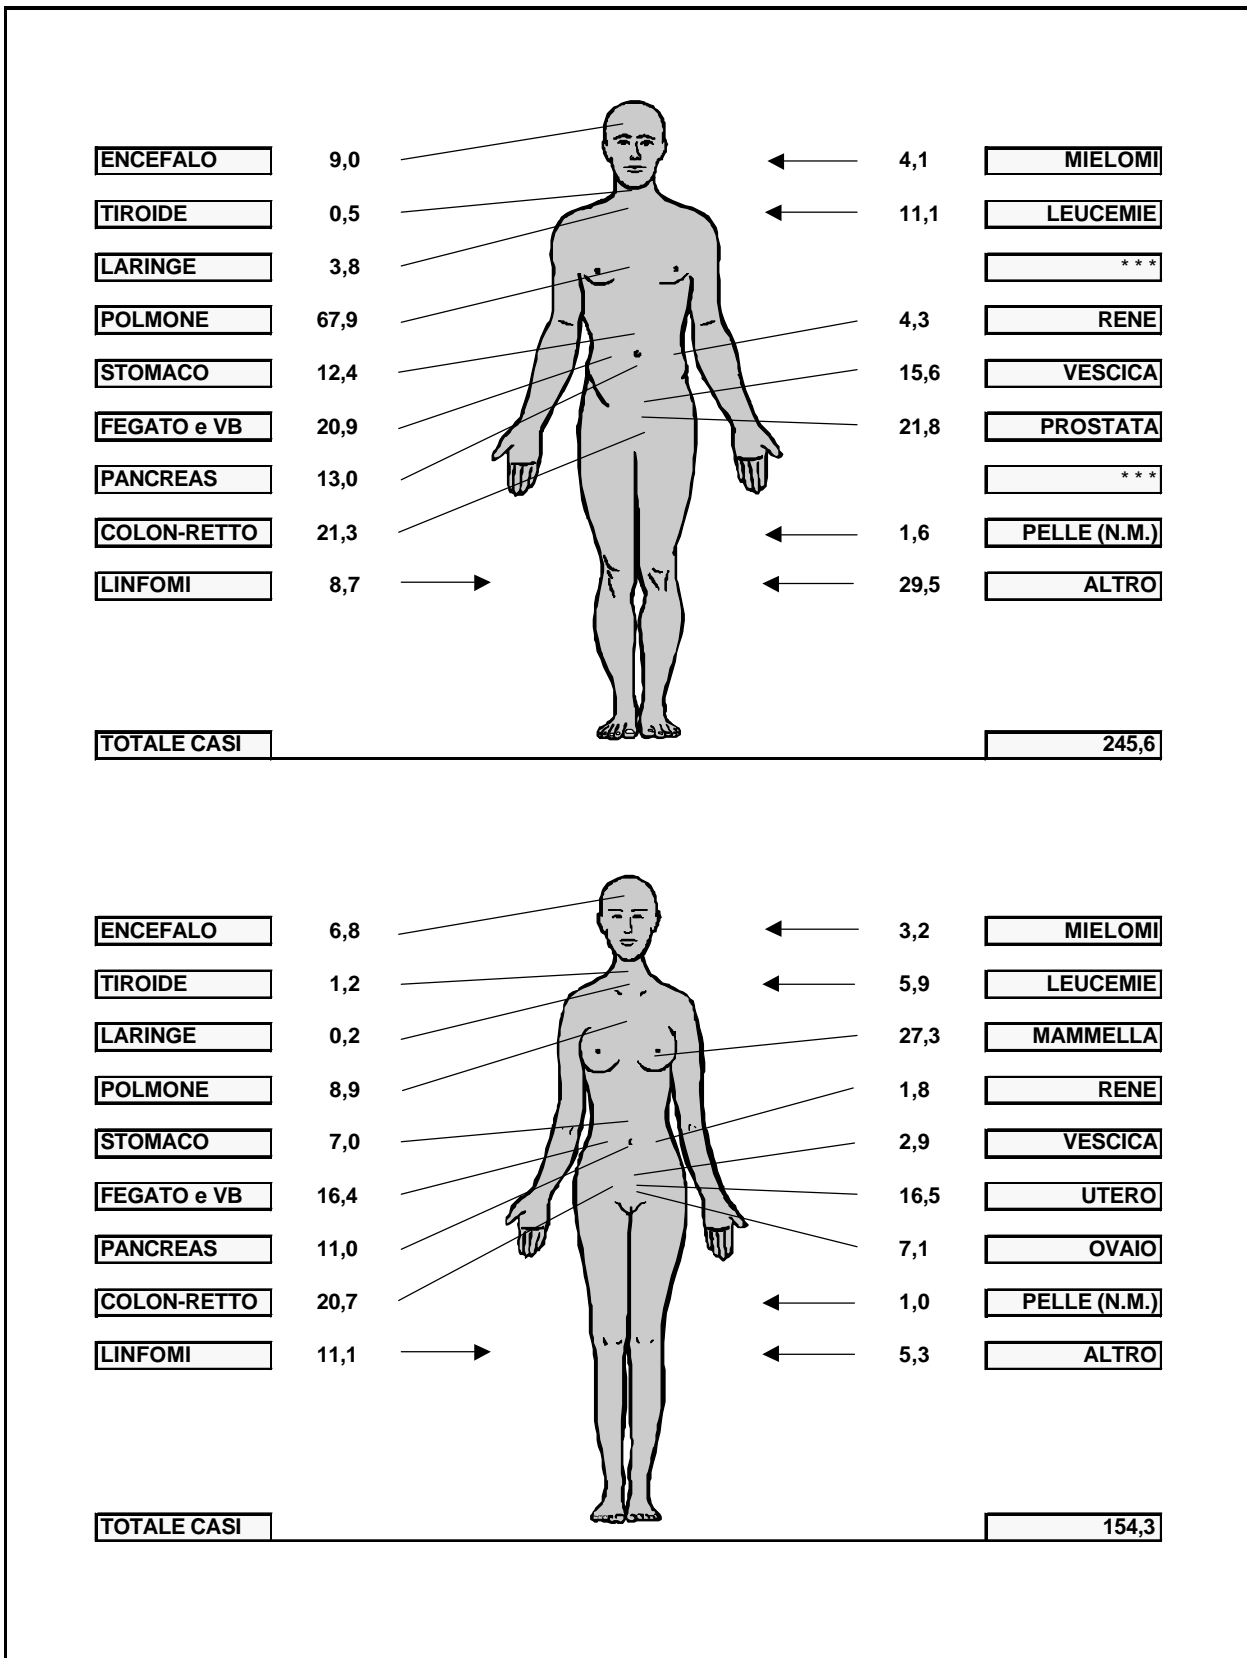 ENCEFALO 9,0 4,1 MIELOMI
TIROIDE 0,5 11,1 LEUCEMIE
LARINGE 3,8 * * *
POLMONE 67,9 4,3 RENE
STOMACO 12,4 15,6 VESCICA
FEGATO e VB 20,9 21,8 PROSTATA
PANCREAS 13,0 * * *
COLON-RETTO 21,3 1,6 PELLE (N.M.)
LINFOMI 8,7 29,5 ALTRO
TOTALE CASI 245,6
ENCEFALO 6,8 3,2 MIELOMI
TIROIDE 1,2 5,9 LEUCEMIE
LARINGE 0,2 27,3 MAMMELLA
POLMONE 8,9 1,8 RENE
STOMACO 7,0 2,9 VESCICA
FEGATO e VB 16,4 16,5 UTERO
PANCREAS 11,0 7,1 OVAIO
COLON-RETTO 20,7 1,0 PELLE (N.M.)
LINFOMI 11,1 5,3 ALTRO
TOTALE CASI 154,3